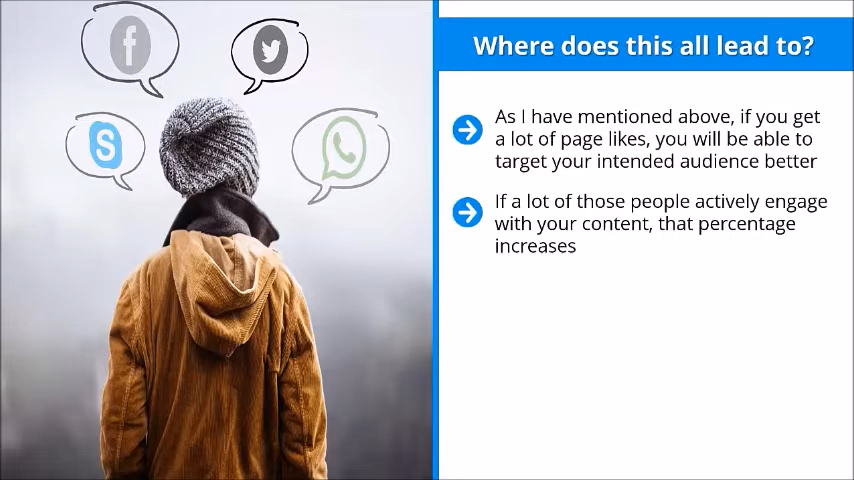 Where does this all lead to?
As I have mentioned above, if you get
a lot of page likes, you will be able to
target your intended audience better
If a lot of those people actively engage
with your content, that percentage
increases